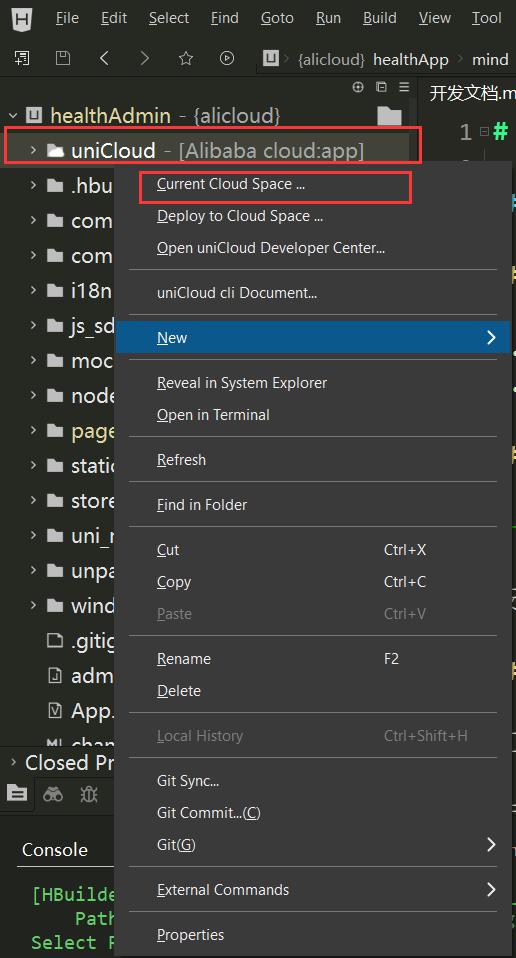 H File Edit Select Find Goto Run Build View Tool
U {alicloud} healthApp mind
healthAdmin - {alicloud}
开发文档.m
uniCloud - [Alibaba cloud:app]
1 #
.hbu
com
com
i18n
js_sd
moc
node
page
static
store
uni_
unpa
wind
.gitig
adm
App.
Current Cloud Space ...
Deploy to Cloud Space ...
Open uniCloud Developer Center...
uniCloud cli Document...
New
Reveal in System Explorer
Open in Terminal
Refresh
Find in Folder
Cut Ctrl+X
Copy Ctrl+C
Paste Ctrl+V
Rename F2
Delete
Local History Ctrl+Shift+H
Git Sync...
Git Commit...(C)
Git(G)
External Commands
Properties
Closed Pr
Console
[HBuilde
Path
Select